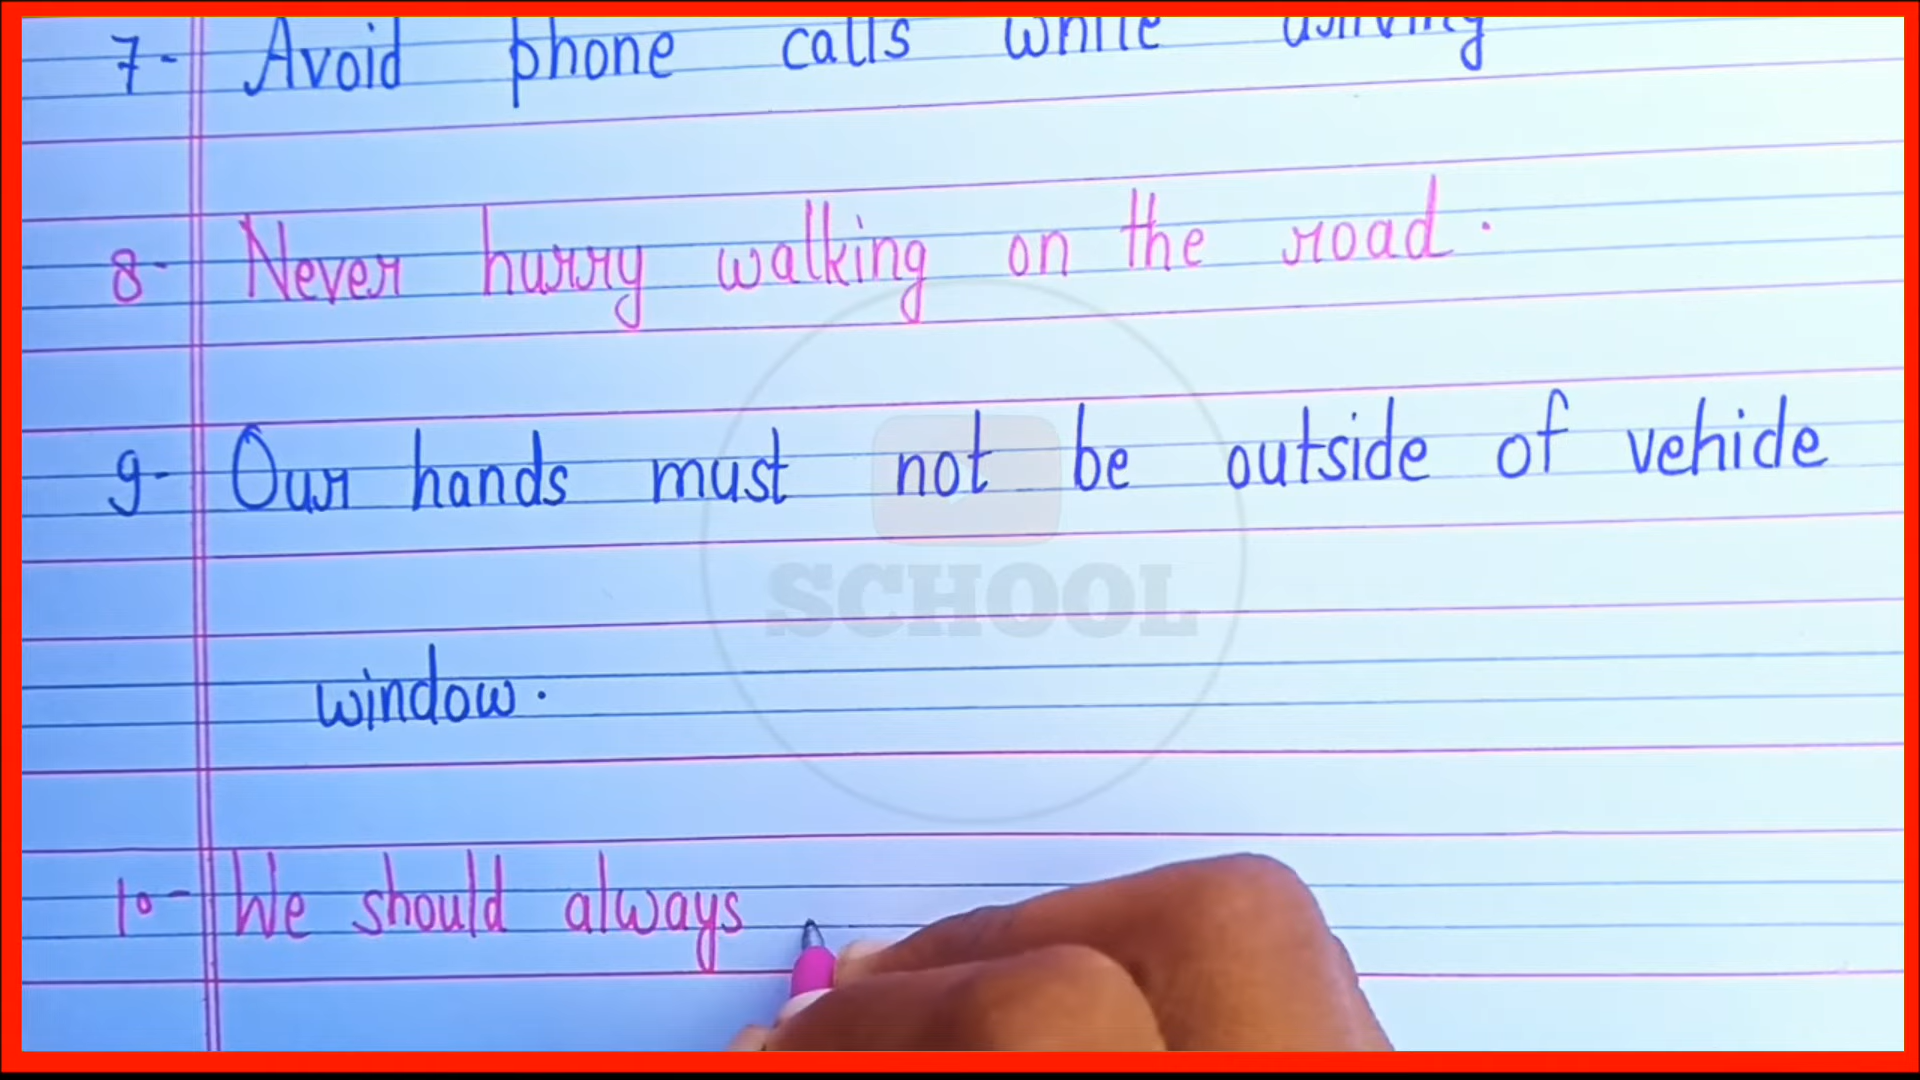 7- Avoid phone calls while driving
8- Never hurry walking on the road.
9- Our hands must not be outside of vehicle
window.
10- We should always
SCHOOL